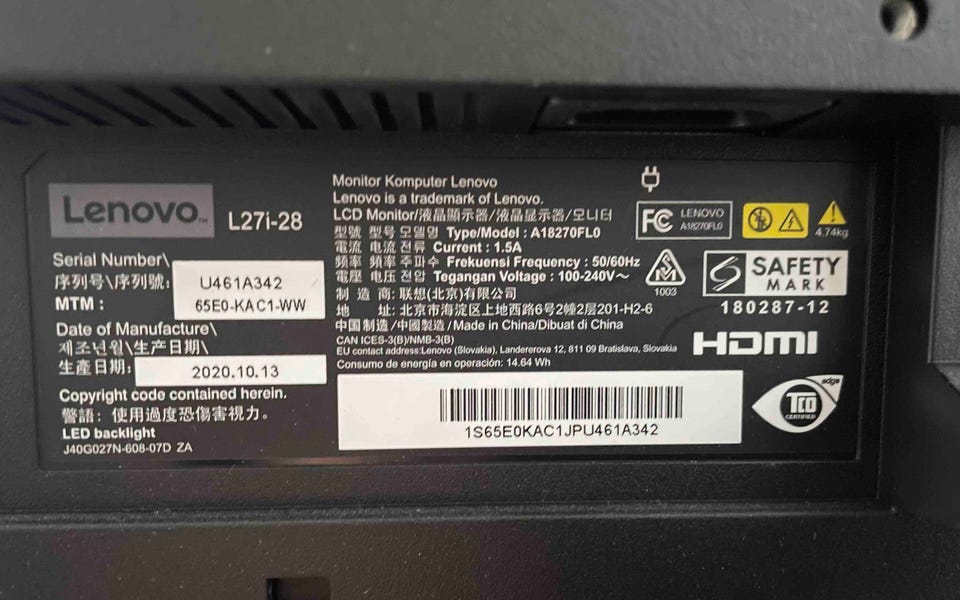 Lenovo™
L27i-28
Serial Number\
序列号\序列號:
U461A342
MTM :
65E0-KAC1-WW
Date of Manufacture\
제조년월\生产日期\
生產日期:
2020.10.13
Copyright code contained herein.
警語: 使用過度恐傷害視力。
LED backlight
J40G027N-608-07D ZA
Monitor Komputer Lenovo
Lenovo is a trademark of Lenovo.
LCD Monitor/液晶顯示器/液晶显示器/모니터
型號 型号 모델명 Type/Model : A18270FL0
電流 电流 전류 Current : 1.5A
頻率 频率 주파수 Frekuensi Frequency : 50/60Hz
電壓 电压 전압 Tegangan Voltage : 100-240V~
制 造 商: 联想(北京)有限公司
地 址: 北京市海淀区上地西路6号2幢2层201-H2-6
中国制造/中國製造/Made in China/Dibuat di China
CAN ICES-3(B)/NMB-3(B)
EU contact address:Lenovo (Slovakia), Landererova 12, 811 09 Bratislava, Slovakia
Consumo de energía en operación: 14.64 Wh
1S65E0KAC1JPU461A342
FC LENOVO
A18270FL0
4.74kg
1003
SAFETY
MARK
180287-12
HDMI
edge
TCO
CERTIFIED